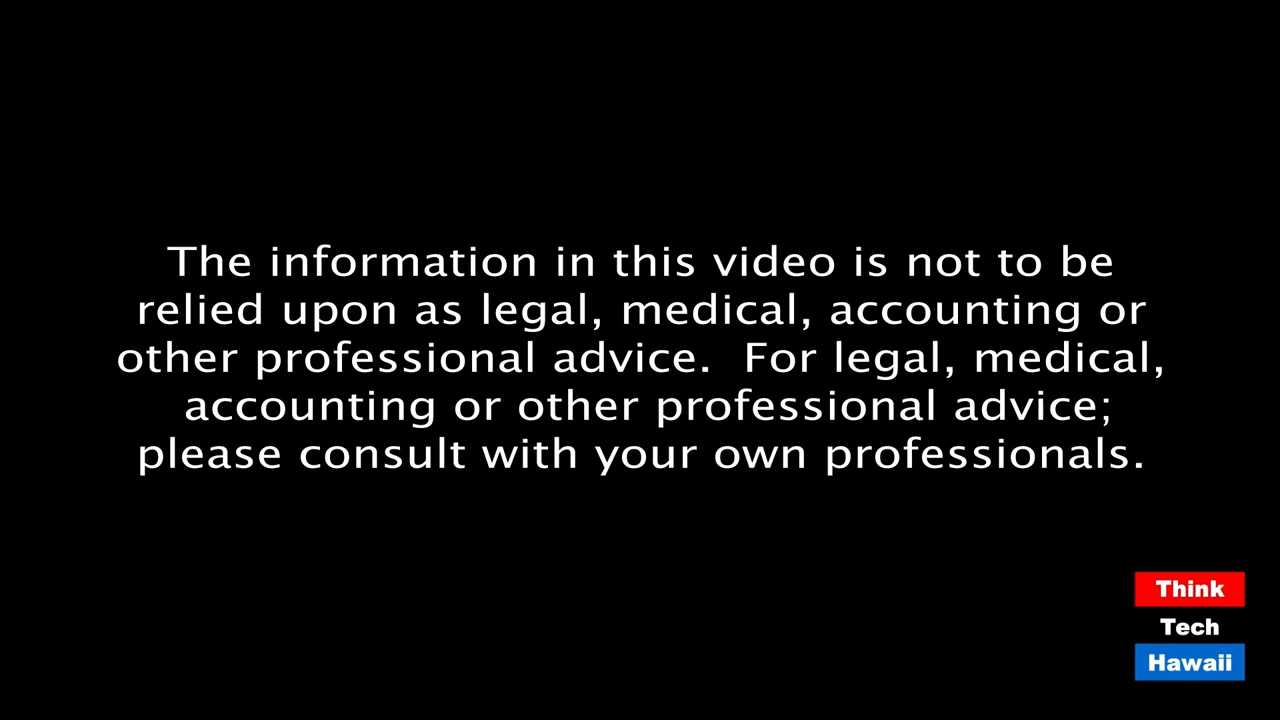 The information in this video is not to be
relied upon as legal, medical, accounting or
other professional advice.  For legal, medical,
accounting or other professional advice;
please consult with your own professionals.
Think
Tech
Hawaii